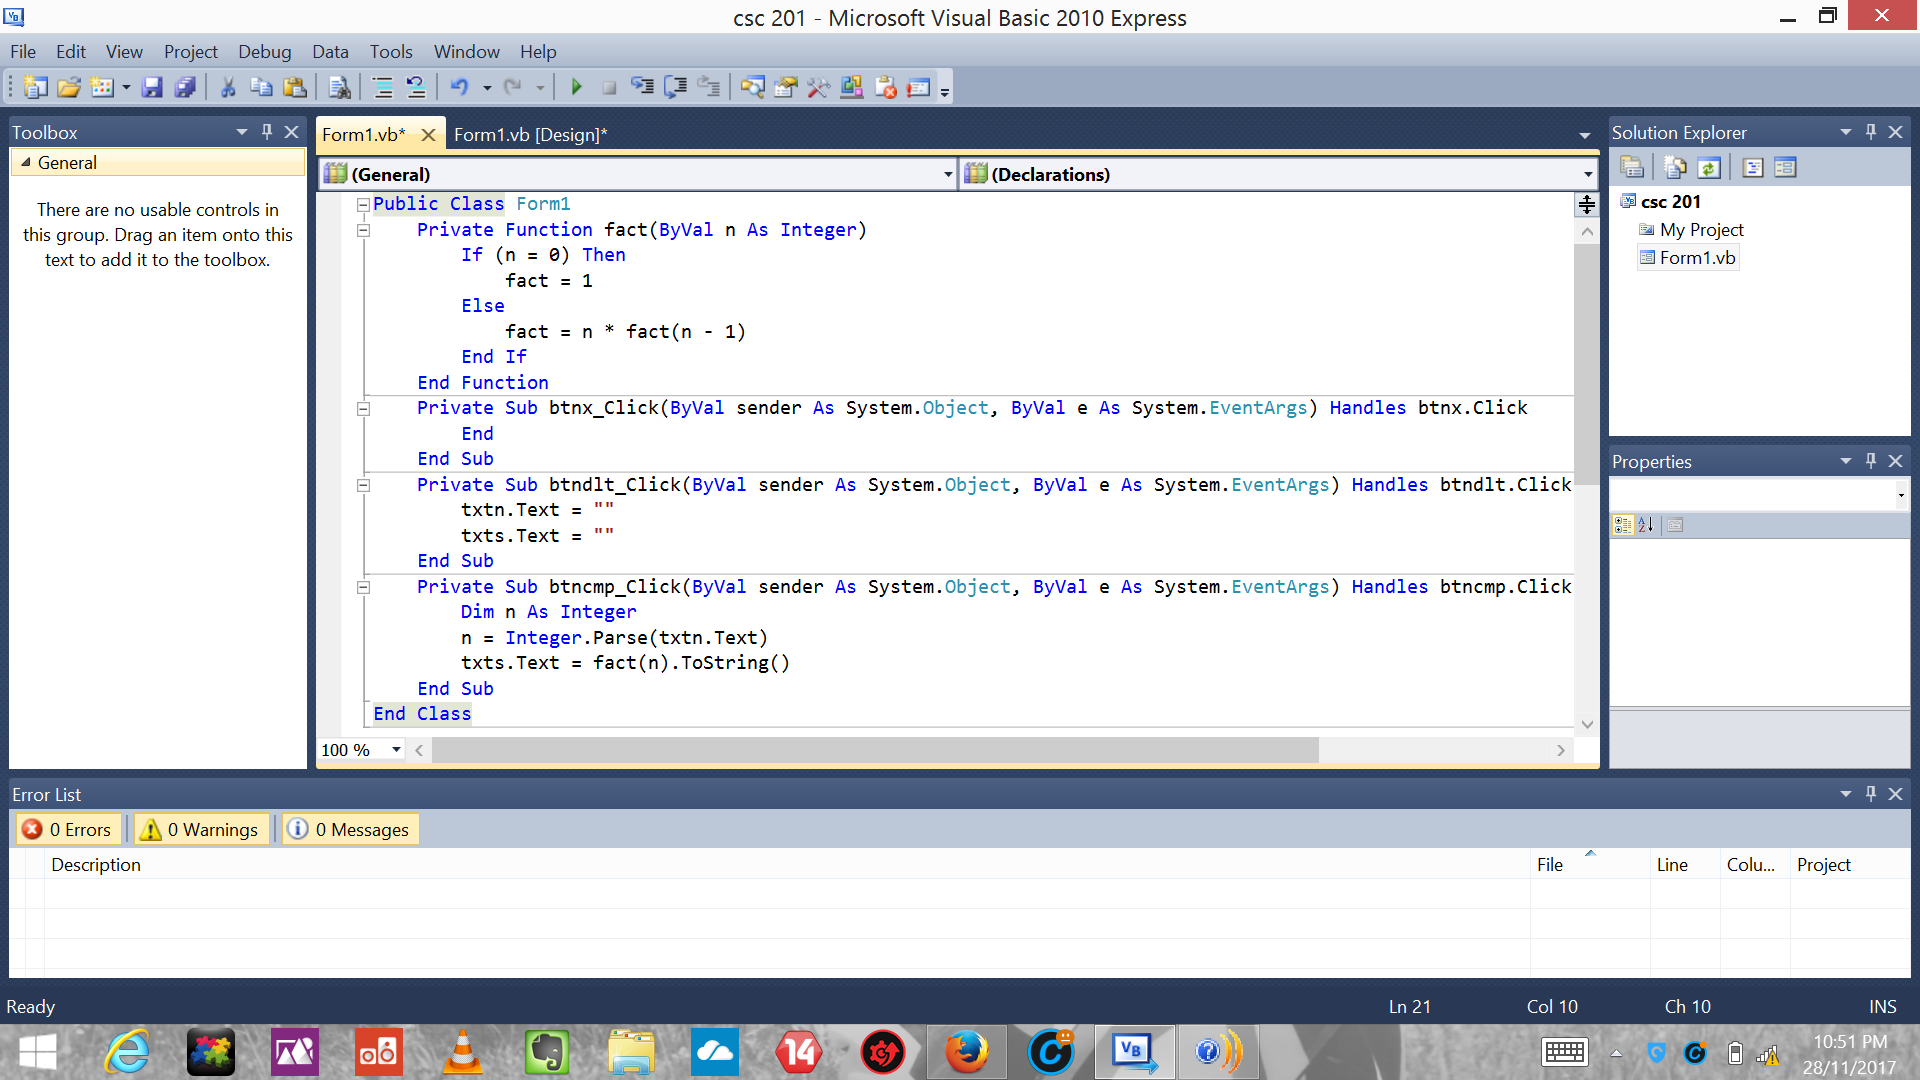 csc 201 - Microsoft Visual Basic 2010 Express
File Edit View Project Debug Data Tools Window Help
Toolbox
General
There are no usable controls in
this group. Drag an item onto this
text to add it to the toolbox.
Form1.vb* Form1.vb [Design]*
(General) (Declarations)
Public Class Form1
Private Function fact(ByVal n As Integer)
If (n = 0) Then
fact = 1
Else
fact = n * fact(n - 1)
End If
End Function
Private Sub btnx_Click(ByVal sender As System.Object, ByVal e As System.EventArgs) Handles btnx.Click
End
End Sub
Private Sub btndlt_Click(ByVal sender As System.Object, ByVal e As System.EventArgs) Handles btndlt.Click
txtn.Text = ""
txts.Text = ""
End Sub
Private Sub btncmp_Click(ByVal sender As System.Object, ByVal e As System.EventArgs) Handles btncmp.Click
Dim n As Integer
n = Integer.Parse(txtn.Text)
txts.Text = fact(n).ToString()
End Sub
End Class
100 %
Solution Explorer
csc 201
My Project
Form1.vb
Properties
Error List
0 Errors 0 Warnings 0 Messages
Description File Line Colu... Project
Ready Ln 21 Col 10 Ch 10 INS
14 VB
10:51 PM
28/11/2017